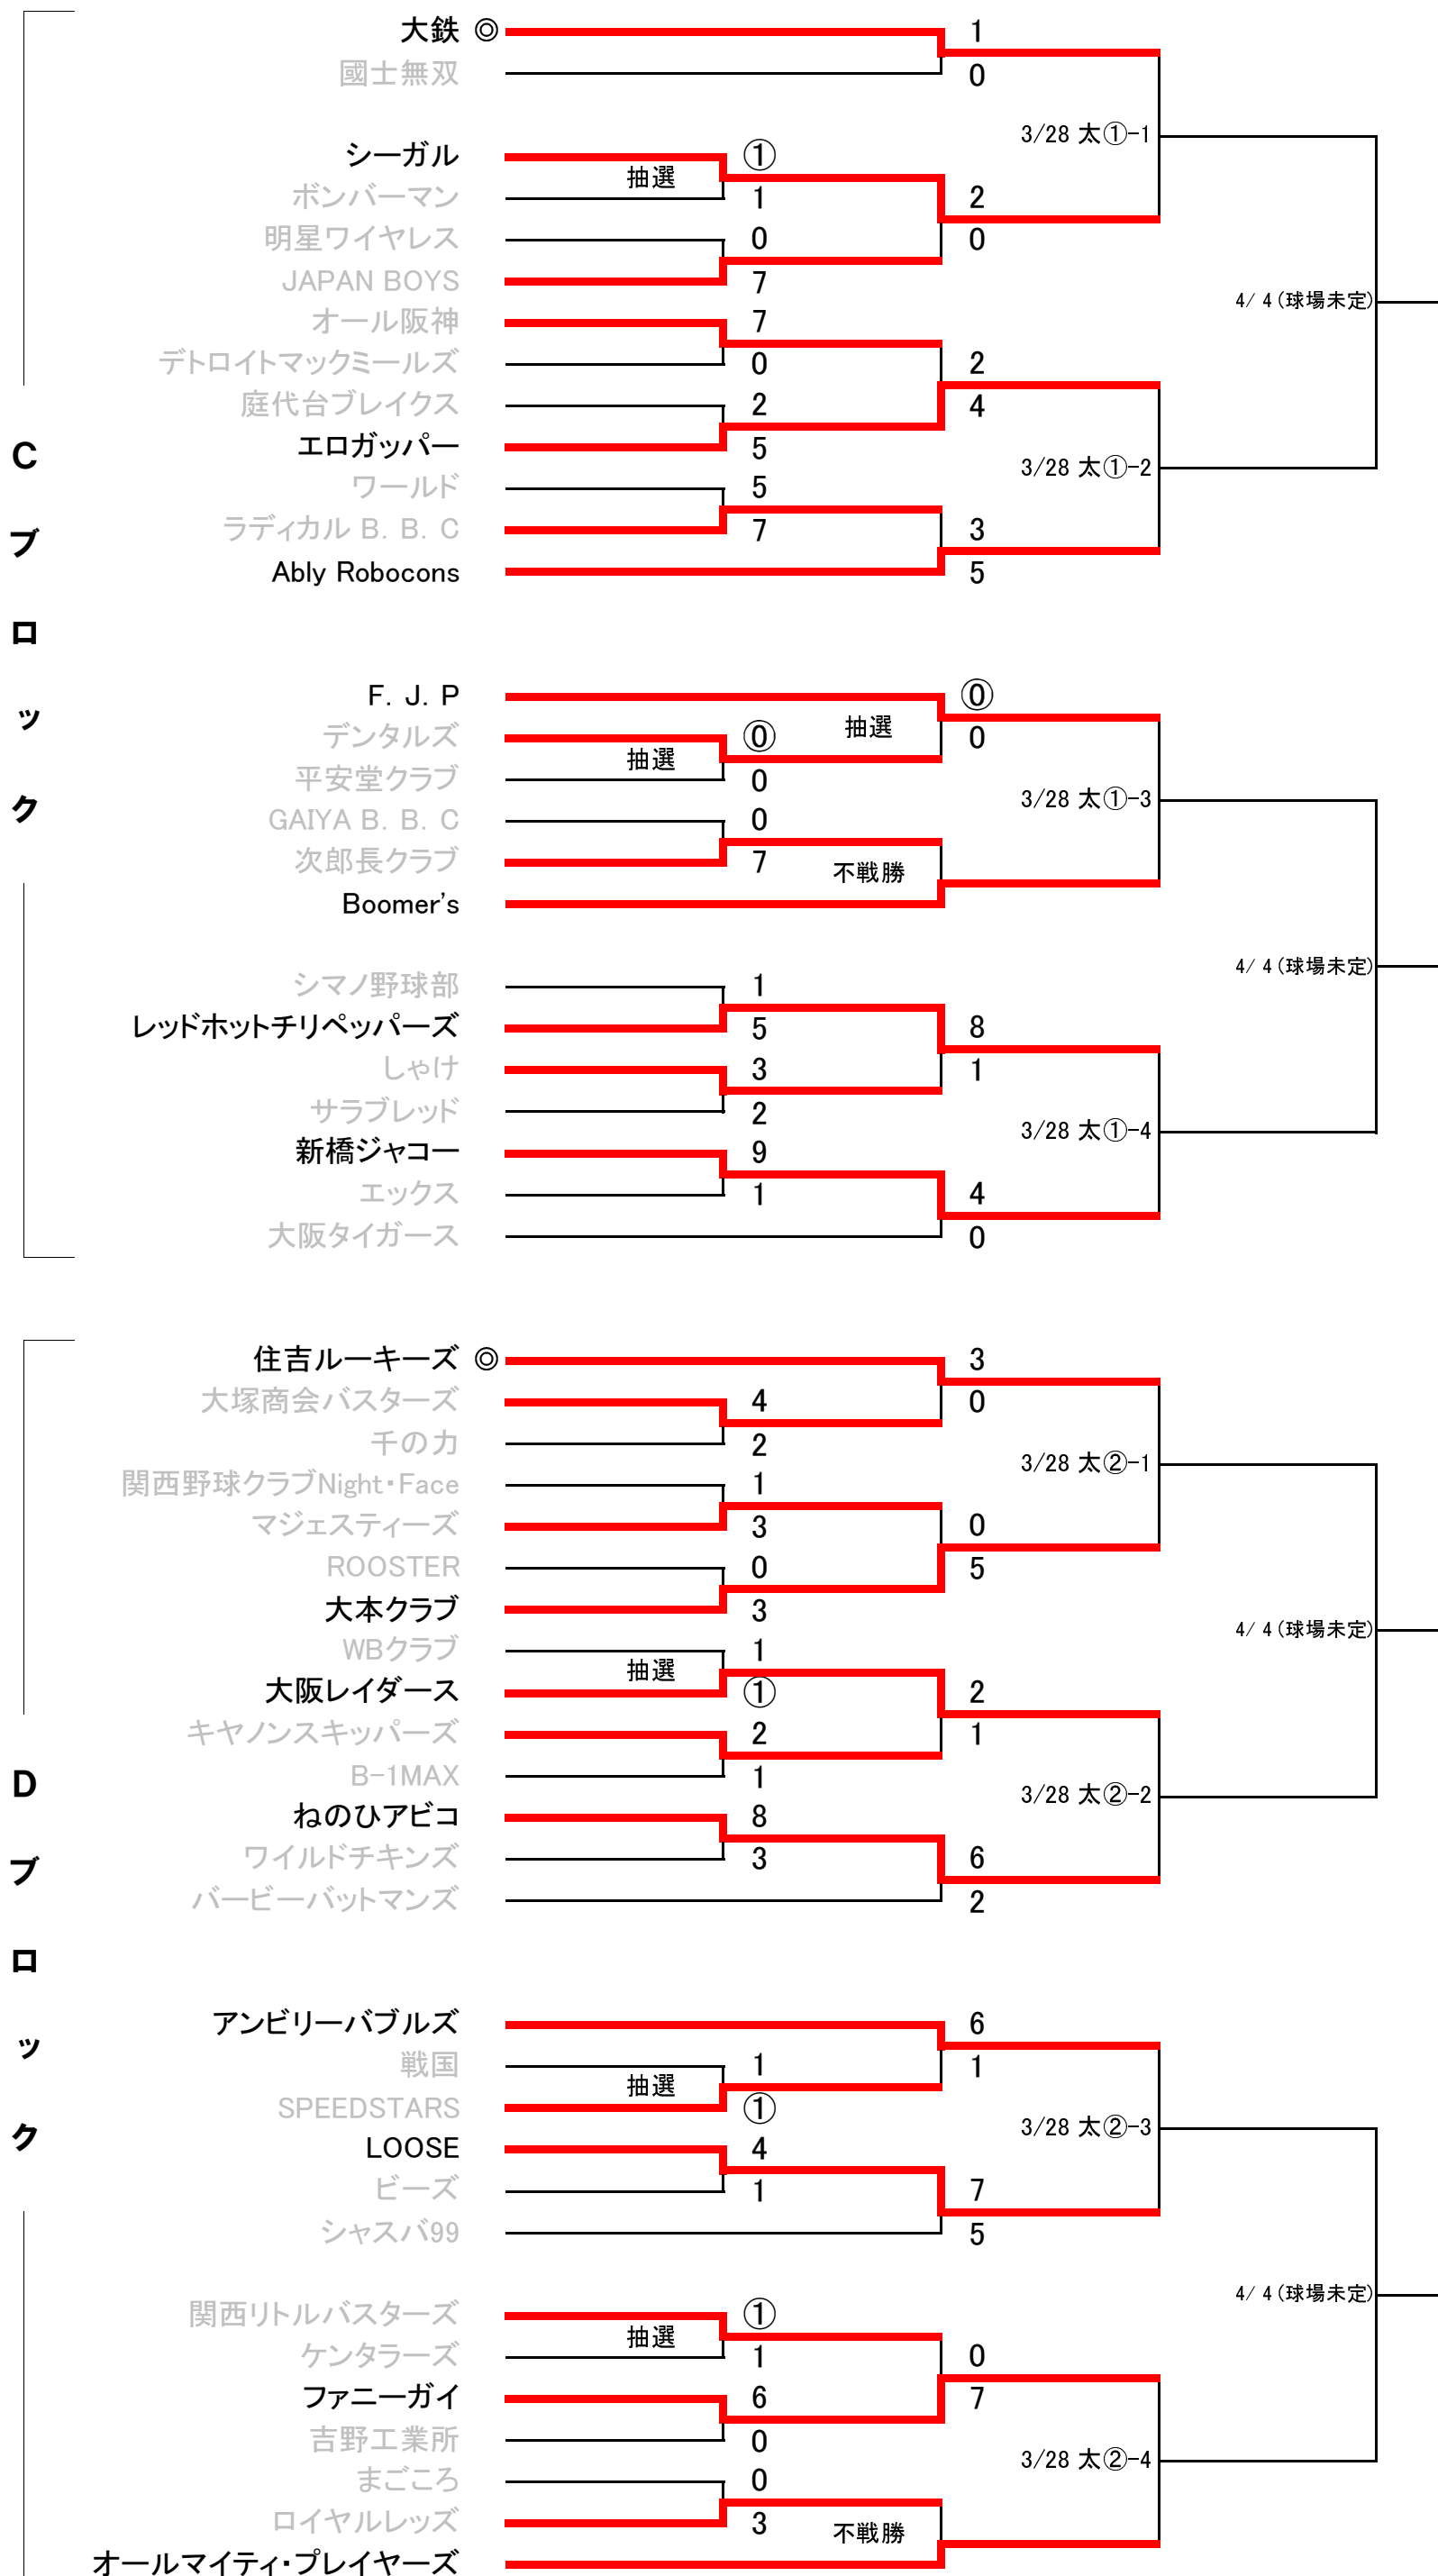 大鉄 ◎ 1
國士無双 0
3/28 太①-1
シーガル ①
抽選
ボンバーマン 1 2
明星ワイヤレス 0 0
JAPAN BOYS 7
4/ 4(球場未定)
オール阪神 7
デトロイトマックミールズ 0 2
庭代台ブレイクス 2 4
エロガッパー 5
3/28 太①-2
ワールド 5
ラディカル B. B. C 7 3
Ably Robocons 5
C
ブ
ロ
ッ
ク
F. J. P ⓪
抽選
デンタルズ ⓪ 0
抽選
平安堂クラブ 0
3/28 太①-3
GAIYA B. B. C 0
次郎長クラブ 7
不戦勝
Boomer's
4/ 4(球場未定)
シマノ野球部 1
レッドホットチリペッパーズ 5 8
しゃけ 3 1
サラブレッド 2
3/28 太①-4
新橋ジャコー 9
エックス 1 4
大阪タイガース 0
住吉ルーキーズ ◎ 3
大塚商会バスターズ 4 0
千の力 2
3/28 太②-1
関西野球クラブNight・Face 1
マジェスティーズ 3 0
ROOSTER 0 5
大本クラブ 3
4/ 4(球場未定)
WBクラブ 1
抽選
大阪レイダース ① 2
キヤノンスキッパーズ 2 1
B-1MAX 1
3/28 太②-2
ねのひアビコ 8
ワイルドチキンズ 3 6
バービーバットマンズ 2
D
ブ
ロ
ッ
ク
アンビリーバブルズ 6
戦国 1 1
抽選
SPEEDSTARS ①
3/28 太②-3
LOOSE 4
ビーズ 1 7
シャスバ99 5
4/ 4(球場未定)
関西リトルバスターズ ①
抽選
ケンタラーズ 1 0
ファニーガイ 6 7
吉野工業所 0
3/28 太②-4
まごころ 0
ロイヤルレッズ 3
不戦勝
オールマイティ・プレイヤーズ